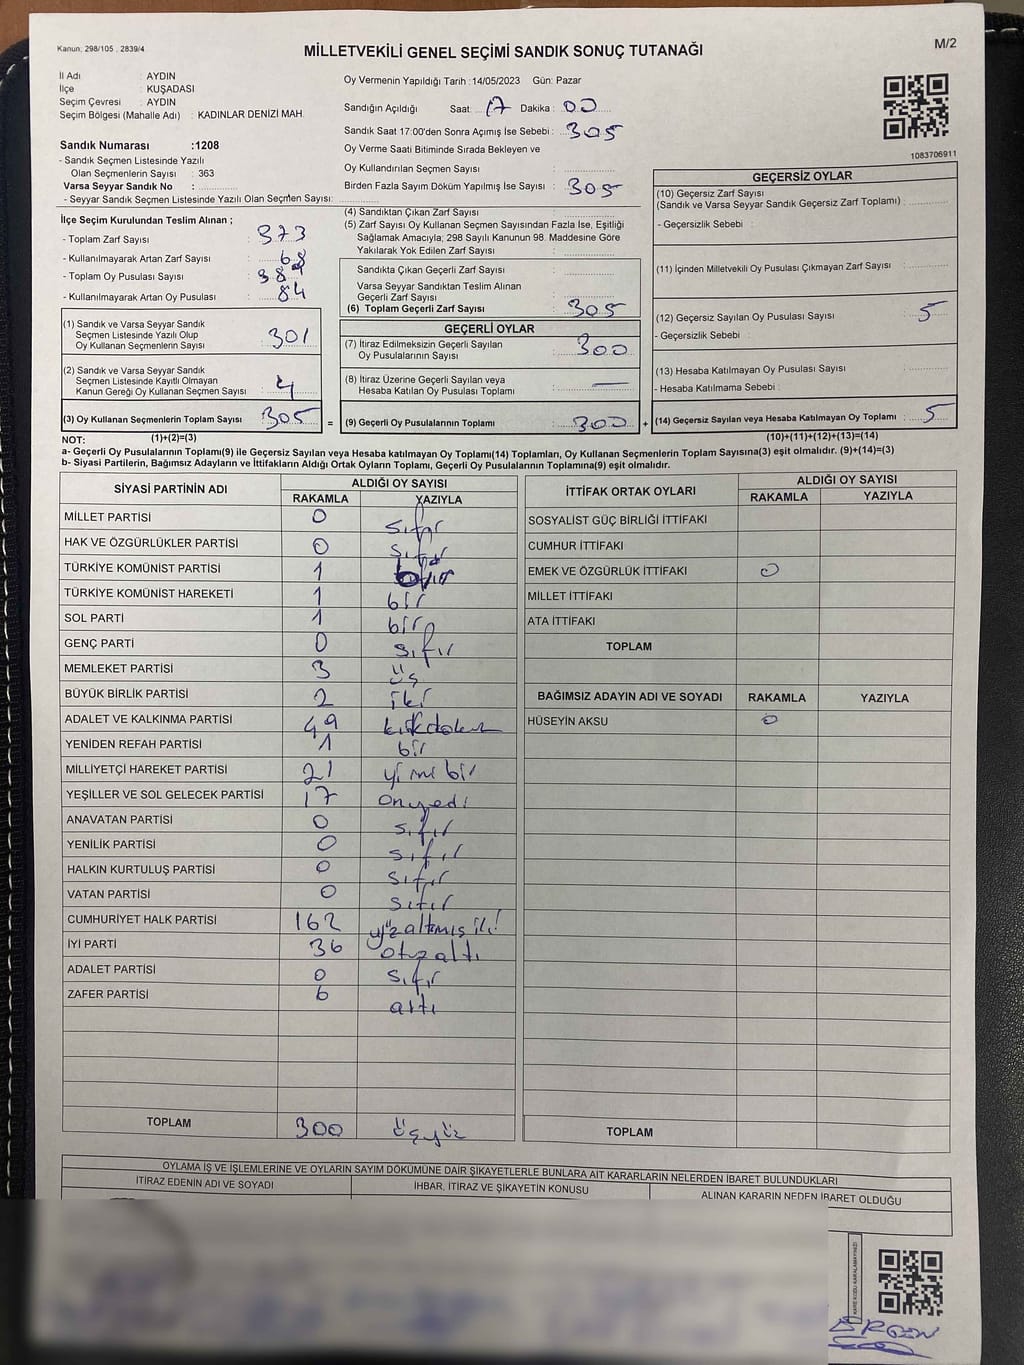 Kanun; 298/105 , 2839/4
MİLLETVEKİLİ GENEL SEÇİMİ SANDIK SONUÇ TUTANAĞI
M/2
İl Adı : AYDIN
İlçe : KUŞADASI
Seçim Çevresi : AYDIN
Seçim Bölgesi (Mahalle Adı) : KADINLAR DENİZİ MAH.
Sandık Numarası :1208
- Sandık Seçmen Listesinde Yazılı
Olan Seçmenlerin Sayısı : 363
Varsa Seyyar Sandık No :
- Seyyar Sandık Seçmen Listesinde Yazılı Olan Seçmen Sayısı:
Oy Vermenin Yapıldığı Tarih :14/05/2023 Gün: Pazar
Sandığın Açıldığı Saat: 17 Dakika : 00
Sandık Saat 17:00'den Sonra Açımış İse Sebebi : 305
Oy Verme Saati Bitiminde Sırada Bekleyen ve
Oy Kullandırılan Seçmen Sayısı
Birden Fazla Sayım Döküm Yapılmış İse Sayısı : 305
1083706911
İlçe Seçim Kurulundan Teslim Alınan ;
- Toplam Zarf Sayısı : 373
- Kullanılmayarak Artan Zarf Sayısı : 68
- Toplam Oy Pusulası Sayısı : 384
- Kullanılmayarak Artan Oy Pusulası : 84
(4) Sandıktan Çıkan Zarf Sayısı :
(5) Zarf Sayısı Oy Kullanan Seçmen Sayısından Fazla İse, Eşitliği
Sağlamak Amacıyla; 298 Sayılı Kanunun 98. Maddesine Göre
Yakılarak Yok Edilen Zarf Sayısı :
Sandıkta Çıkan Geçerli Zarf Sayısı :
Varsa Seyyar Sandıktan Teslim Alınan
Geçerli Zarf Sayısı :
(6) Toplam Geçerli Zarf Sayısı : 305
GEÇERSİZ OYLAR
(10) Geçersiz Zarf Sayısı
(Sandık ve Varsa Seyyar Sandık Geçersiz Zarf Toplamı) :
- Geçersizlik Sebebi :
(11) İçinden Milletvekili Oy Pusulası Çıkmayan Zarf Sayısı :
(12) Geçersiz Sayılan Oy Pusulası Sayısı : 5
- Geçersizlik Sebebi :
(13) Hesaba Katılmayan Oy Pusulası Sayısı :
- Hesaba Katılmama Sebebi :
(14) Geçersiz Sayılan veya Hesaba Katılmayan Oy Toplamı : 5
(1) Sandık ve Varsa Seyyar Sandık
Seçmen Listesinde Yazılı Olup
Oy Kullanan Seçmenlerin Sayısı : 301
(2) Sandık ve Varsa Seyyar Sandık
Seçmen Listesinde Kayıtlı Olmayan
Kanun Gereği Oy Kullanan Seçmen Sayısı : 4
(3) Oy Kullanan Seçmenlerin Toplam Sayısı 305 =
GEÇERLİ OYLAR
(7) İtiraz Edilmeksizin Geçerli Sayılan
Oy Pusulalarının Sayısı : 300
(8) İtiraz Üzerine Geçerli Sayılan veya
Hesaba Katılan Oy Pusulası Toplamı : —
(9) Geçerli Oy Pusulalarının Toplamı : 300 +
NOT: (1)+(2)=(3) (10)+(11)+(12)+(13)=(14)
a- Geçerli Oy Pusulalarının Toplamı(9) ile Geçersiz Sayılan veya Hesaba katılmayan Oy Toplamı(14) Toplamları, Oy Kullanan Seçmenlerin Toplam Sayısına(3) eşit olmalıdır. (9)+(14)=(3)
b- Siyasi Partilerin, Bağımsız Adayların ve İttifakların Aldığı Ortak Oyların Toplamı, Geçerli Oy Pusulalarının Toplamına(9) eşit olmalıdır.
SİYASİ PARTİNİN ADI ALDIĞI OY SAYISI
RAKAMLA YAZIYLA
MİLLET PARTİSİ 0 sıfır
HAK VE ÖZGÜRLÜKLER PARTİSİ 0 sıfır
TÜRKİYE KOMÜNİST PARTİSİ 1 bir
TÜRKİYE KOMÜNİST HAREKETİ 1 bir
SOL PARTİ 1 bir
GENÇ PARTİ 0 sıfır
MEMLEKET PARTİSİ 3 üç
BÜYÜK BİRLİK PARTİSİ 2 iki
ADALET VE KALKINMA PARTİSİ 49 kırkdokuz
YENİDEN REFAH PARTİSİ 1 bir
MİLLİYETÇİ HAREKET PARTİSİ 21 yirmi bir
YEŞİLLER VE SOL GELECEK PARTİSİ 17 onyedi
ANAVATAN PARTİSİ 0 sıfır
YENİLİK PARTİSİ 0 sıfır
HALKIN KURTULUŞ PARTİSİ 0 sıfır
VATAN PARTİSİ 0 sıfır
CUMHURİYET HALK PARTİSİ 162 yüzaltmış iki
İYİ PARTİ 36 otuzaltı
ADALET PARTİSİ 0 sıfır
ZAFER PARTİSİ 6 altı
TOPLAM 300 üçyüz
İTTİFAK ORTAK OYLARI ALDIĞI OY SAYISI
RAKAMLA YAZIYLA
SOSYALİST GÜÇ BİRLİĞİ İTTİFAKI
CUMHUR İTTİFAKI
EMEK VE ÖZGÜRLÜK İTTİFAKI 0
MİLLET İTTİFAKI
ATA İTTİFAKI
TOPLAM
BAĞIMSIZ ADAYIN ADI VE SOYADI RAKAMLA YAZIYLA
HÜSEYİN AKSU 0
TOPLAM
OYLAMA İŞ VE İŞLEMLERİNE VE OYLARIN SAYIM DÖKÜMÜNE DAİR ŞİKAYETLERLE BUNLARA AİT KARARLARIN NELERDEN İBARET BULUNDUKLARI
İTİRAZ EDENİN ADI VE SOYADI İHBAR, İTİRAZ VE ŞİKAYETİN KONUSU ALINAN KARARIN NEDEN İBARET OLDUĞU
KARE KODU KARALAMAYINIZ!
ERGEN